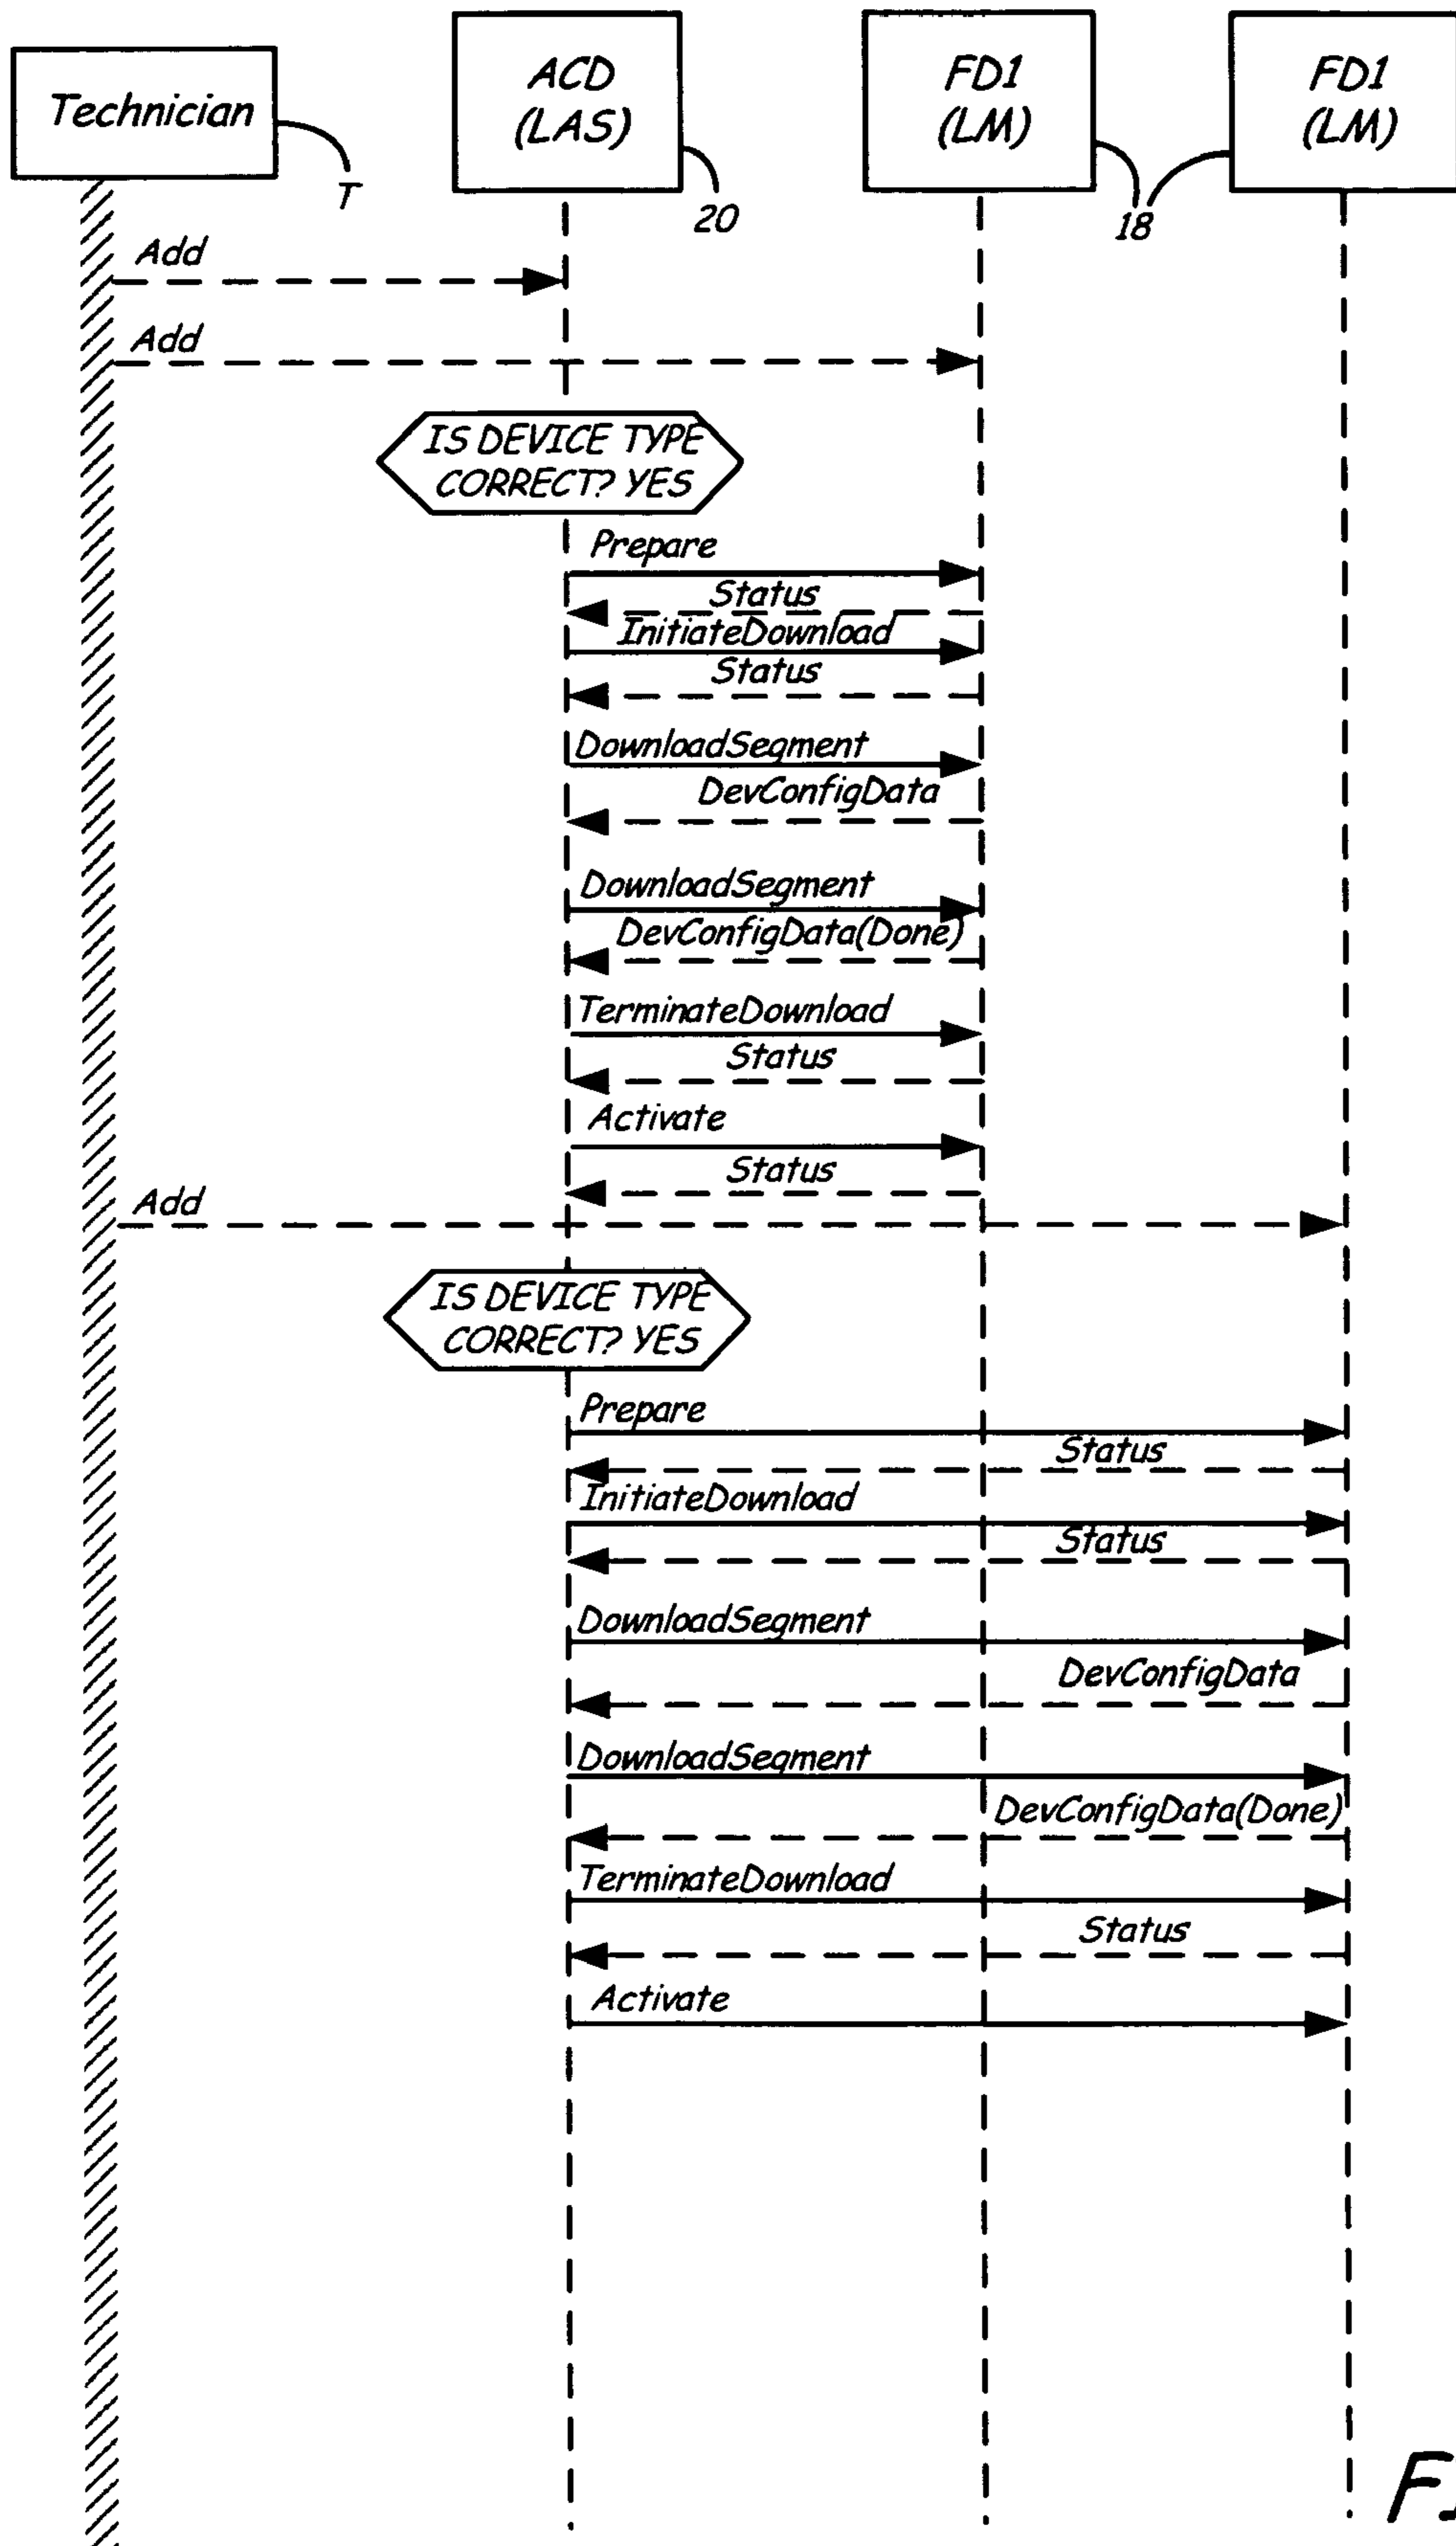 Technician
T
ACD
(LAS)
20
FD1
(LM)
18
FD1
(LM)
Add
Add
IS DEVICE TYPE
CORRECT? YES
Prepare
Status
InitiateDownload
Status
DownloadSegment
DevConfigData
DownloadSegment
DevConfigData(Done)
TerminateDownload
Status
Activate
Status
Add
IS DEVICE TYPE
CORRECT? YES
Prepare
Status
InitiateDownload
Status
DownloadSegment
DevConfigData
DownloadSegment
DevConfigData(Done)
TerminateDownload
Status
Activate